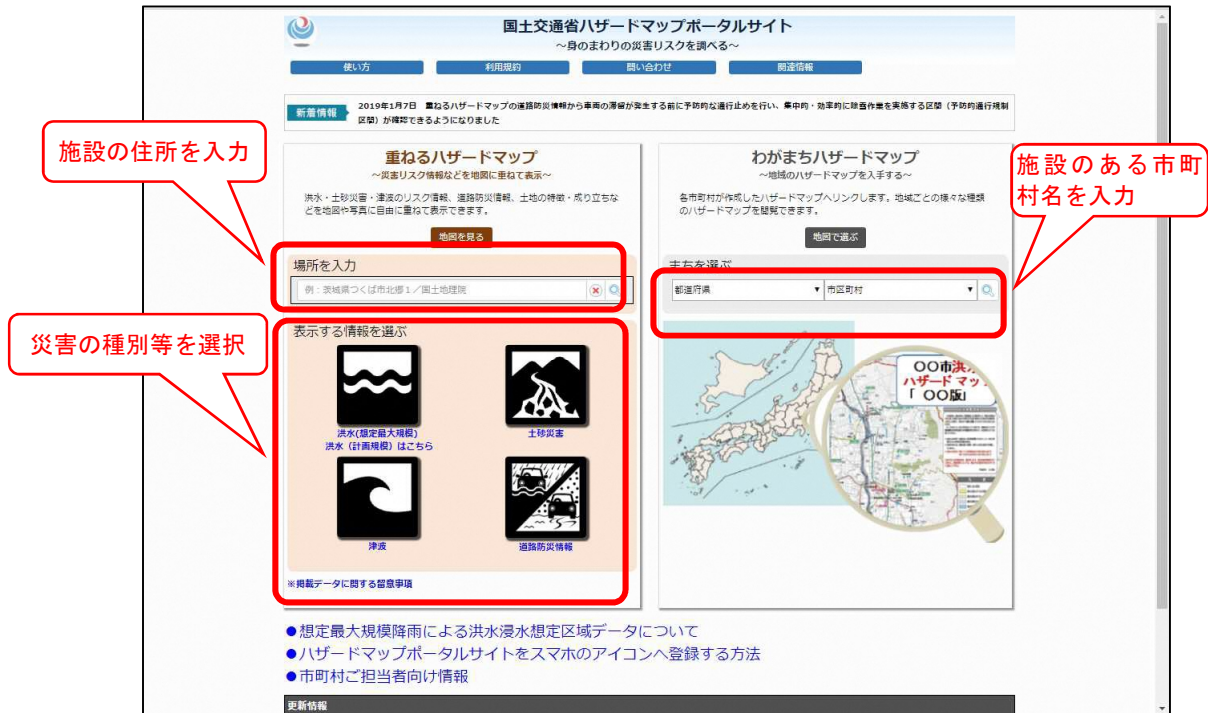 国土交通省ハザードマップポータルサイト
～身のまわりの災害リスクを調べる～
使い方
利用規約
問い合わせ
関連情報
新着情報
2019年1月7日 重ねるハザードマップの道路防災情報から車両の滞留が発生する前に予防的な通行止めを行い、集中的・効率的に除雪作業を実施する区間（予防的通行規制
区間）が確認できるようになりました
施設の住所を入力
重ねるハザードマップ
～災害リスク情報などを地図に重ねて表示～
洪水・土砂災害・津波のリスク情報、道路防災情報、土地の特徴・成り立ちな
どを地図や写真に自由に重ねて表示できます。
地図を見る
場所を入力
例：茨城県つくば市北郷１／国土地理院
災害の種別等を選択
表示する情報を選ぶ
洪水(想定最大規模)
洪水（計画規模）はこちら
土砂災害
津波
道路防災情報
※掲載データに関する留意事項
わがまちハザードマップ
～地域のハザードマップを入手する～
各市町村が作成したハザードマップへリンクします。地域ごとの様々な種類
のハザードマップを閲覧できます。
地図で選ぶ
施設のある市町
村名を入力
まちを選ぶ
都道府県
市区町村
〇〇市洪
ハザードマッ
「 〇〇版」
●想定最大規模降雨による洪水浸水想定区域データについて
●ハザードマップポータルサイトをスマホのアイコンへ登録する方法
●市町村ご担当者向け情報
更新情報